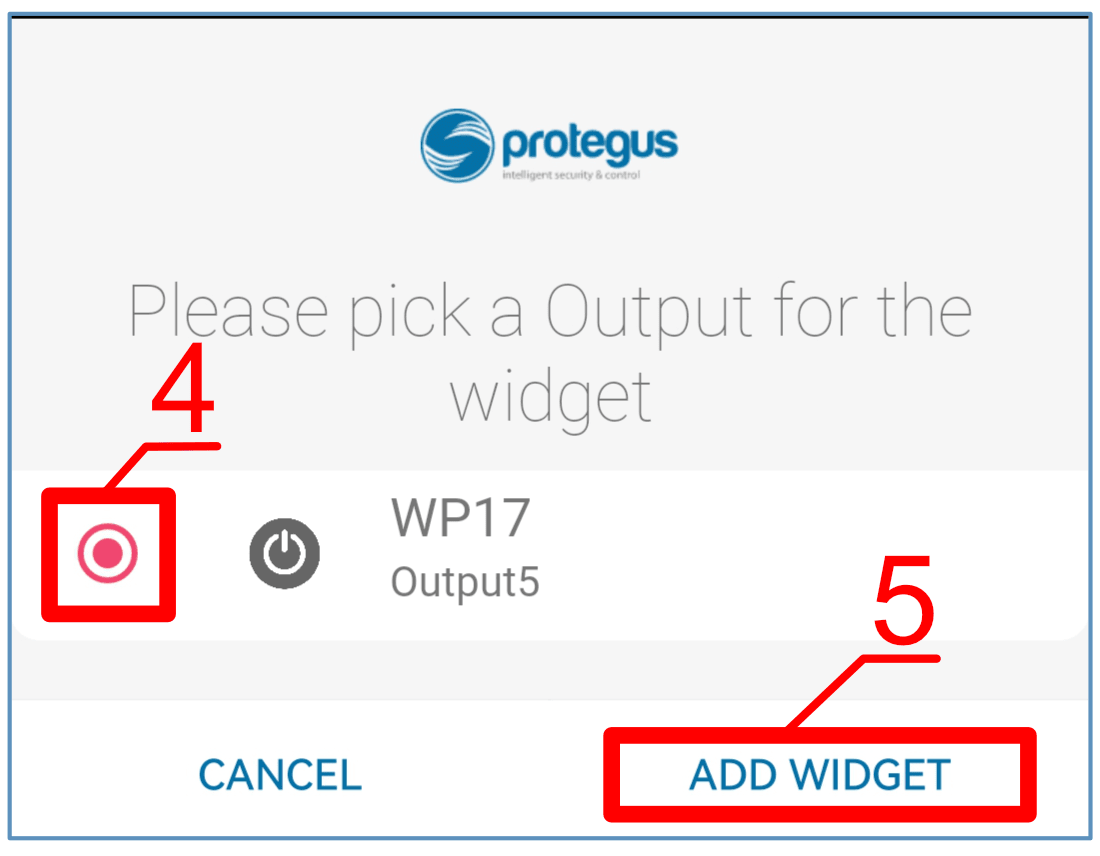 protegus
intelligent security & control
Please pick a Output for the
widget
4
WP17
Output5
5
CANCEL
ADD WIDGET